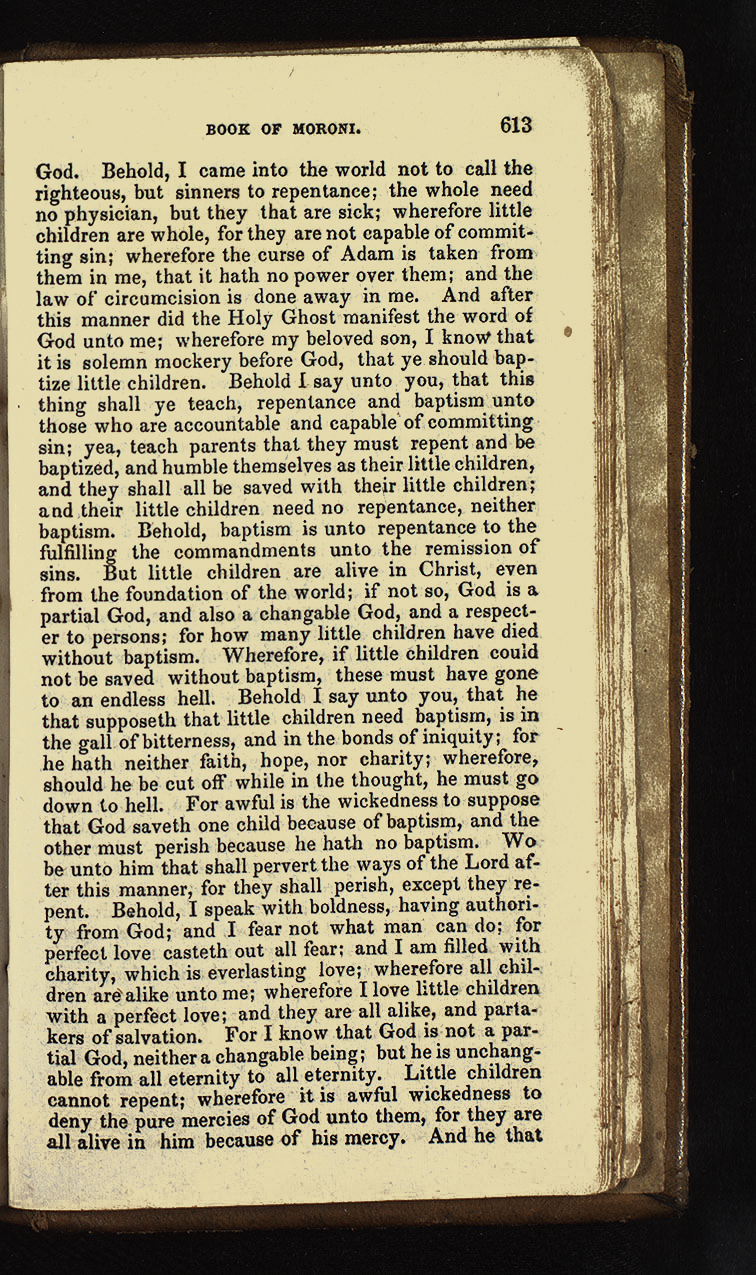 BOOK OF MORONI. 613
God. Behold, I came into the world not to call the
righteous, but sinners to repentance; the whole need
no physician, but they that are sick; wherefore little
children are whole, for they are not capable of commit-
ting sin; wherefore the curse of Adam is taken from
them in me, that it hath no power over them; and the
law of circumcision is done away in me. And after
this manner did the Holy Ghost manifest the word of
God unto me; wherefore my beloved son, I know that
it is solemn mockery before God, that ye should bap-
tize little children. Behold I say unto you, that this
thing shall ye teach, repentance and baptism unto
those who are accountable and capable of committing
sin; yea, teach parents that they must repent and be
baptized, and humble themselves as their little children,
and they shall all be saved with their little children;
and their little children need no repentance, neither
baptism. Behold, baptism is unto repentance to the
fulfilling the commandments unto the remission of
sins. But little children are alive in Christ, even
from the foundation of the world; if not so, God is a
partial God, and also a changable God, and a respect-
er to persons; for how many little children have died
without baptism. Wherefore, if little children could
not be saved without baptism, these must have gone
to an endless hell. Behold I say unto you, that he
that supposeth that little children need baptism, is in
the gall of bitterness, and in the bonds of iniquity; for
he hath neither faith, hope, nor charity; wherefore,
should he be cut off while in the thought, he must go
down to hell. For awful is the wickedness to suppose
that God saveth one child because of baptism, and the
other must perish because he hath no baptism. Wo
be unto him that shall pervert the ways of the Lord af-
ter this manner, for they shall perish, except they re-
pent. Behold, I speak with boldness, having authori-
ty from God; and I fear not what man can do; for
perfect love casteth out all fear; and I am filled with
charity, which is everlasting love; wherefore all chil-
dren are alike unto me; wherefore I love little children
with a perfect love; and they are all alike, and parta-
kers of salvation. For I know that God is not a par-
tial God, neither a changable being; but he is unchang-
able from all eternity to all eternity. Little children
cannot repent; wherefore it is awful wickedness to
deny the pure mercies of God unto them, for they are
all alive in him because of his mercy. And he that